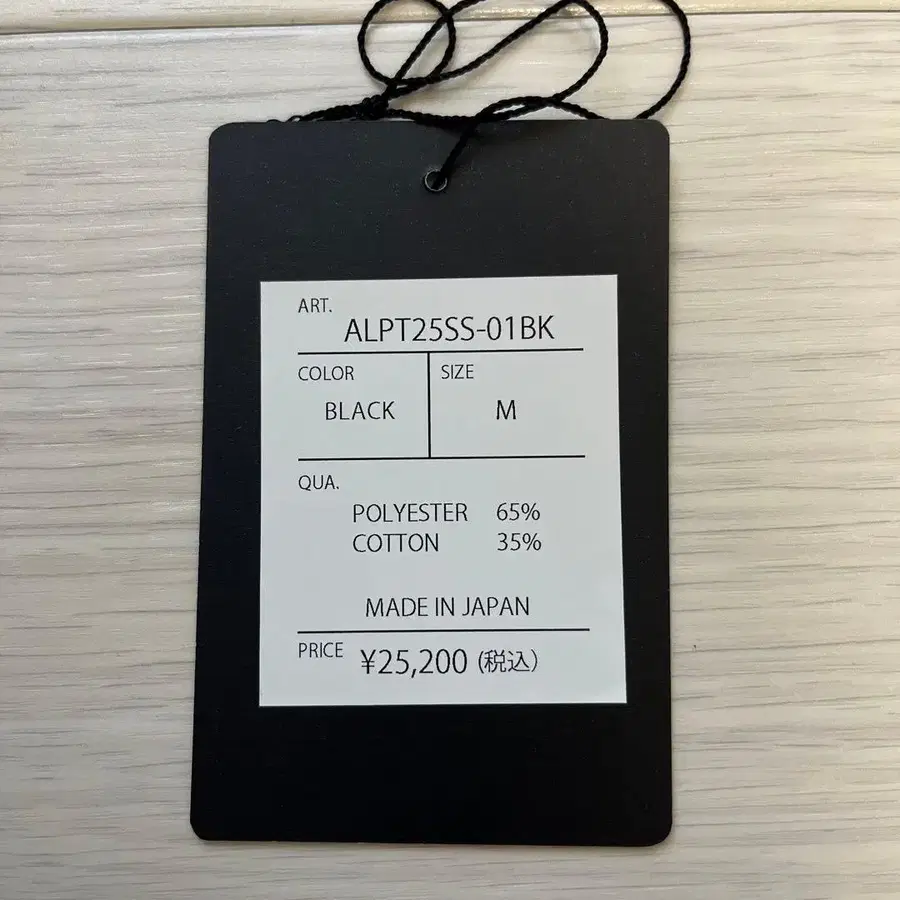 ART.
ALPT25SS-01BK
COLOR
BLACK
SIZE
M
QUA.
POLYESTER 65%
COTTON 35%
MADE IN JAPAN
PRICE ¥25,200 (税込)